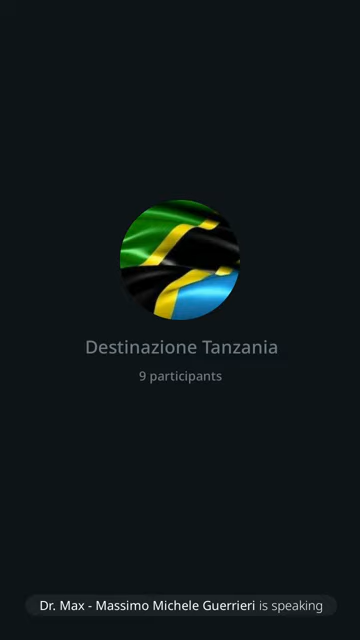 Destinazione Tanzania
9 participants
Dr. Max - Massimo Michele Guerrieri is speaking